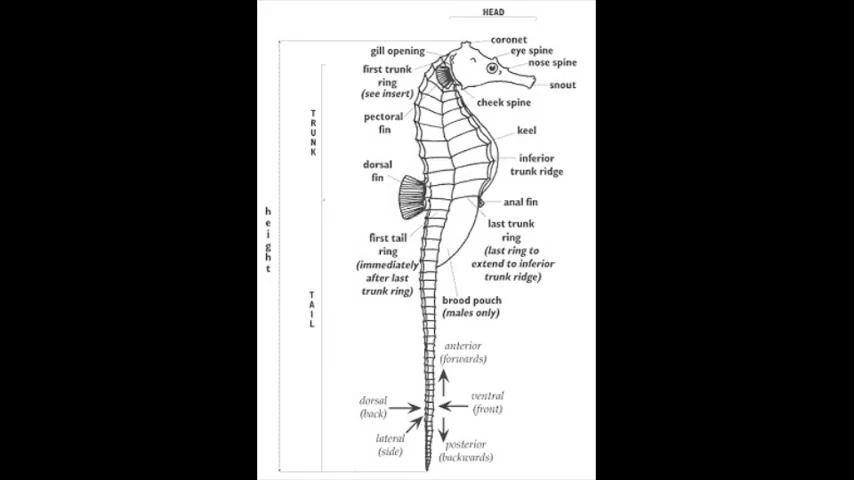 HEAD
coronet
gill opening
eye spine
nose spine
first trunk
ring
(see insert)
snout
cheek spine
TRUNK
pectoral
fin
keel
dorsal
fin
inferior
trunk ridge
anal fin
height
first tail
ring
(immediately
after last
trunk ring)
last trunk
ring
(last ring to
extend to inferior
trunk ridge)
TAIL
brood pouch
(males only)
anterior
(forwards)
dorsal
(back)
ventral
(front)
lateral
(side)
posterior
(backwards)